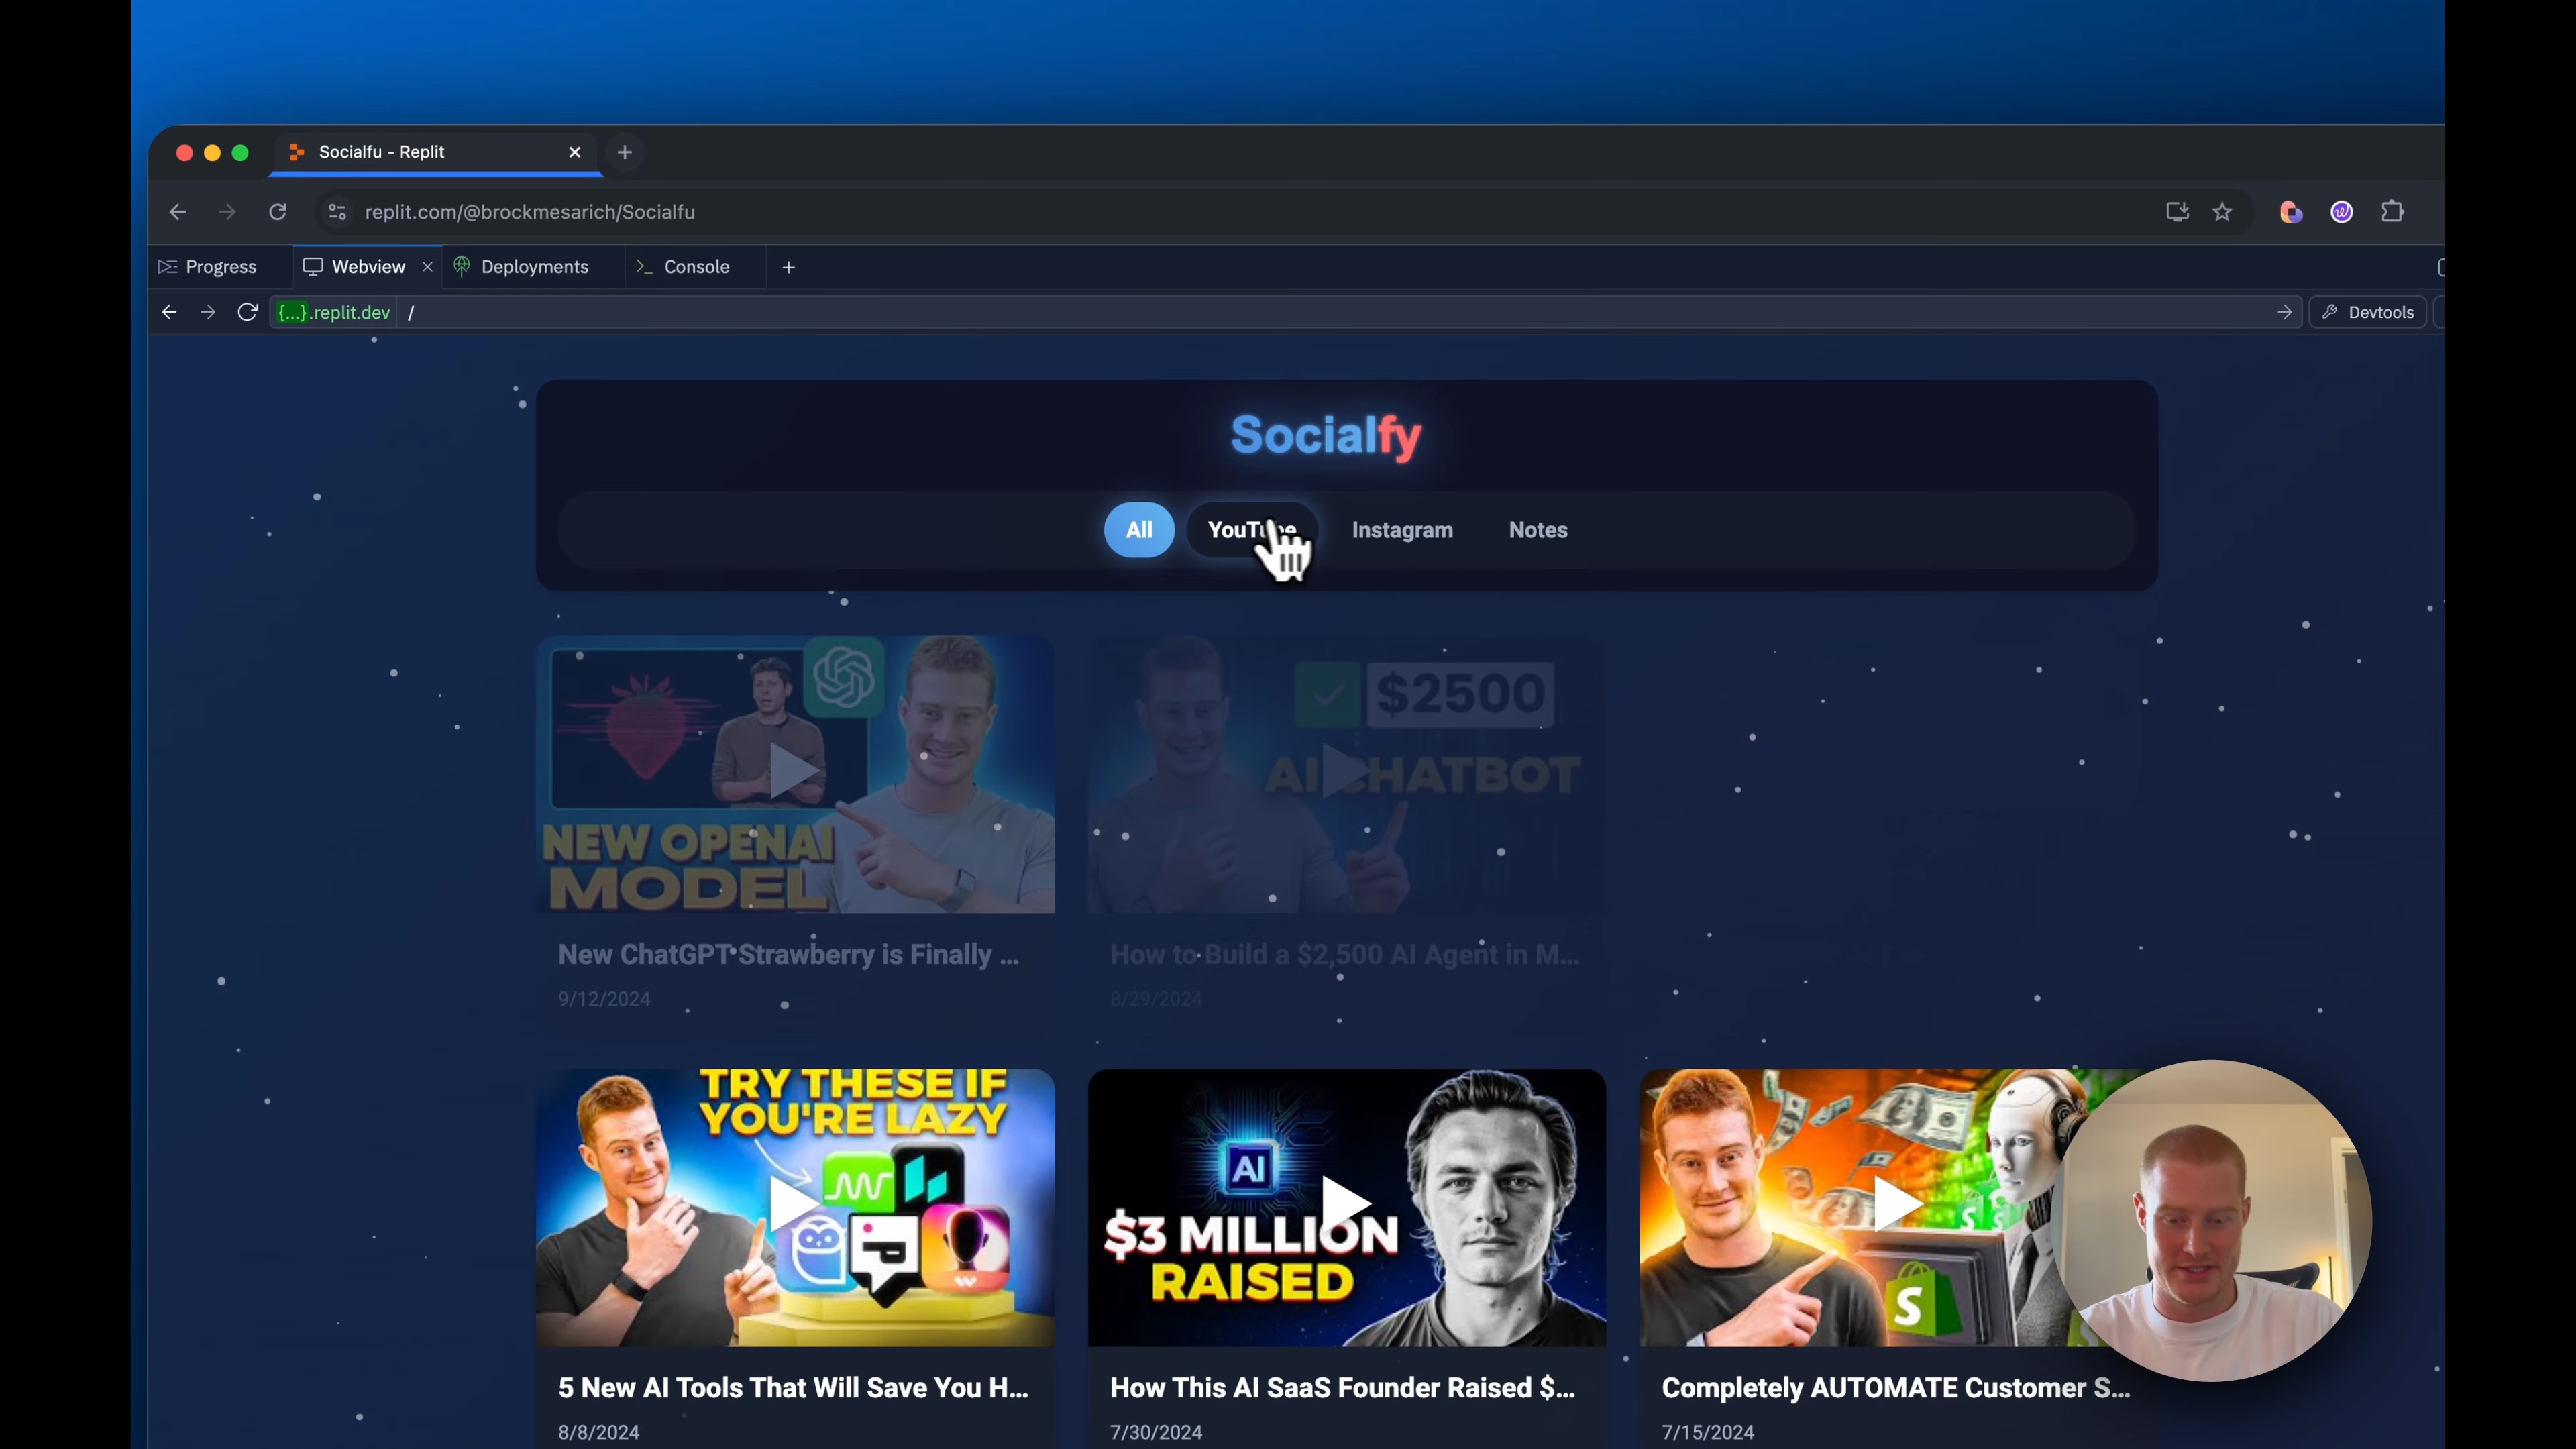 Socialfu - Replit
replit.com/@brockmesarich/Socialfu
Progress
Webview
Deployments
Console
{...}.replit.dev /
Devtools
Socialfy
All YouTube Instagram Notes
NEW OPENAI
MODEL
$2500
AI CHATBOT
New ChatGPT Strawberry is Finally ...
How to Build a $2,500 AI Agent in M...
9/12/2024
8/29/2024
TRY THESE IF
YOU'RE LAZY
AI
$3 MILLION
RAISED
S
5 New AI Tools That Will Save You H...
How This AI SaaS Founder Raised $...
Completely AUTOMATE Customer S...
8/8/2024
7/30/2024
7/15/2024